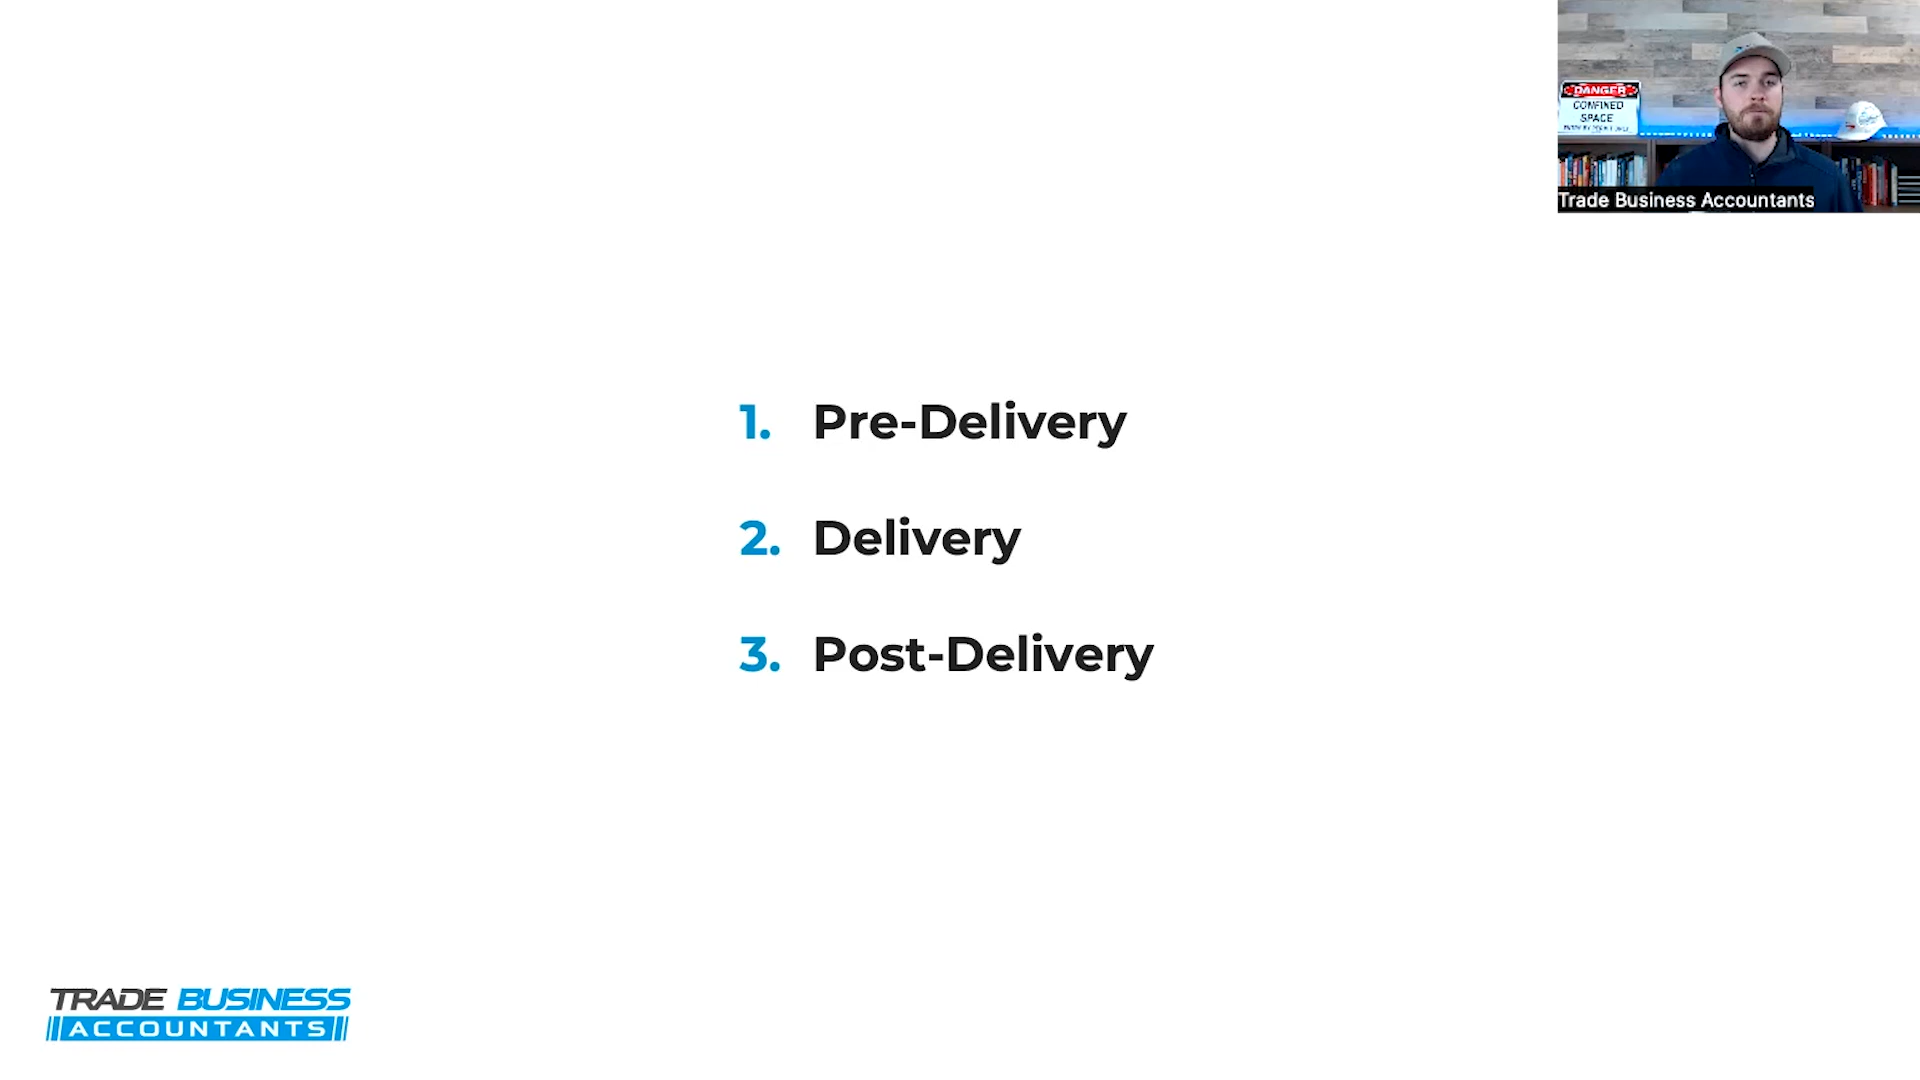 DANGER
CONFINED
SPACE
Trade Business Accountants
1. Pre-Delivery
2. Delivery
3. Post-Delivery
TRADE BUSINESS
ACCOUNTANTS